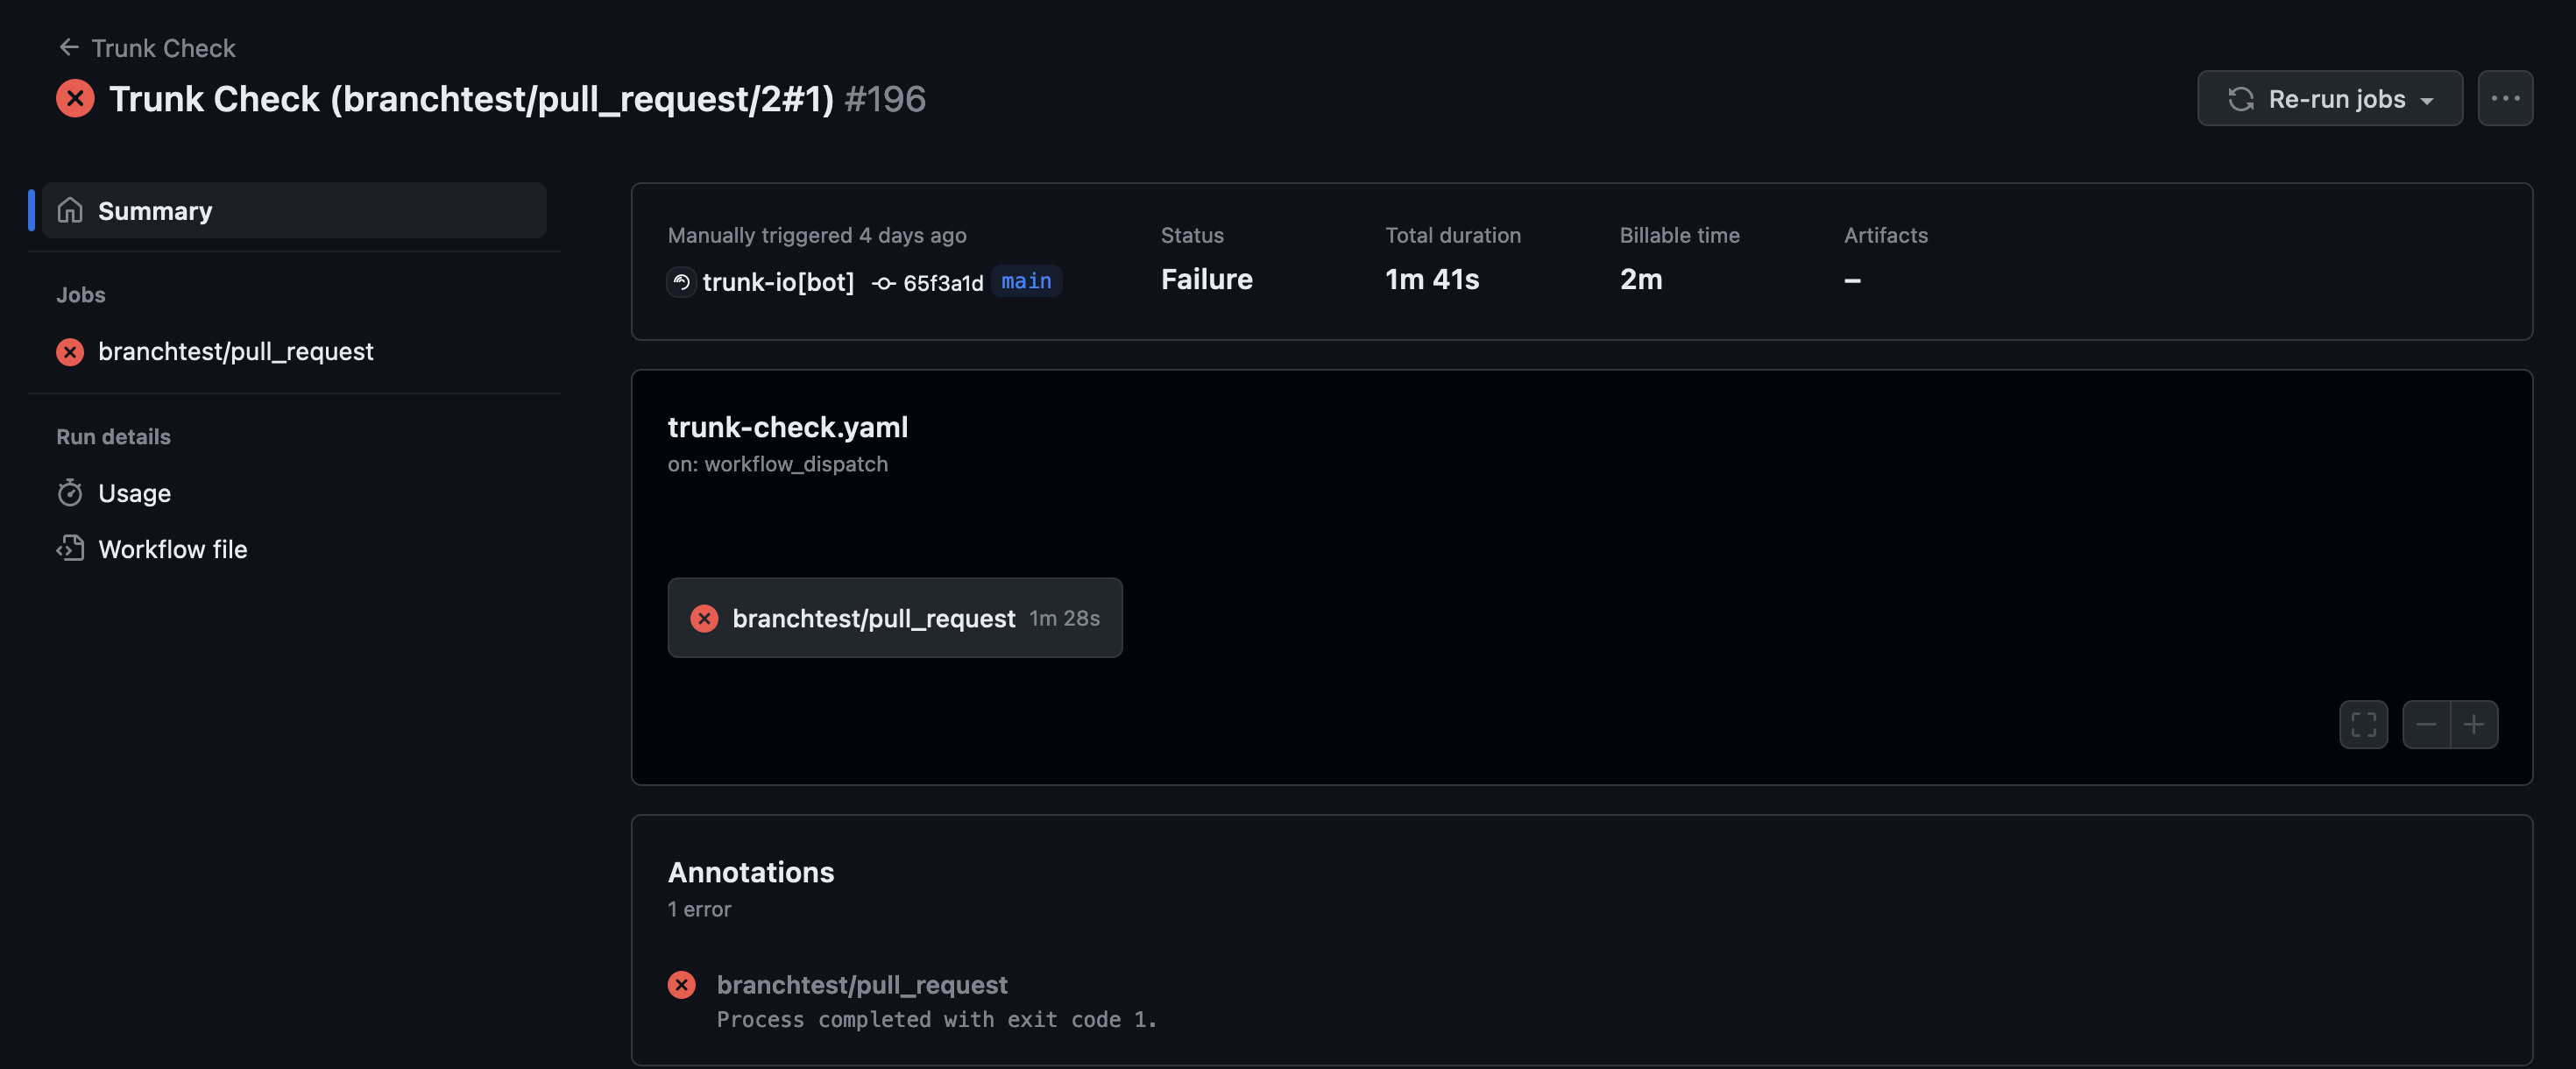 Trunk Check
Trunk Check (branchtest/pull_request/2#1) #196
Re-run jobs
Summary
Jobs
branchtest/pull_request
Run details
Usage
Workflow file
Manually triggered 4 days ago
trunk-io[bot] 65f3a1d main
Status
Failure
Total duration
1m 41s
Billable time
2m
Artifacts
–
trunk-check.yaml
on: workflow_dispatch
branchtest/pull_request 1m 28s
Annotations
1 error
branchtest/pull_request
Process completed with exit code 1.